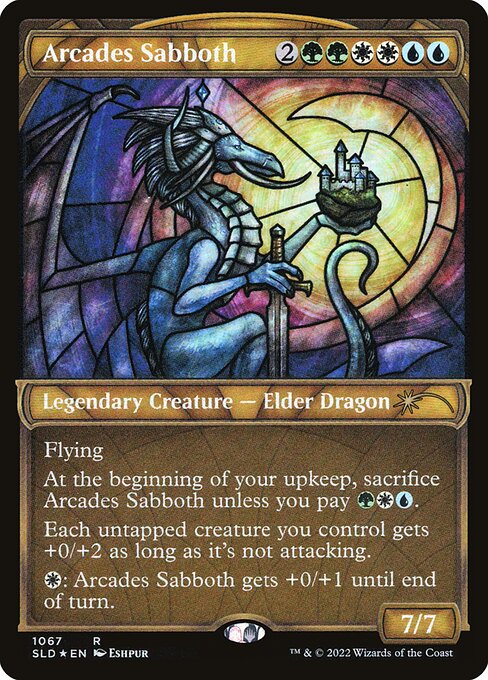 Arcades Sabboth 2
Legendary Creature — Elder Dragon
Flying
At the beginning of your upkeep, sacrifice
Arcades Sabboth unless you pay .
Each untapped creature you control gets
+0/+2 as long as it's not attacking.
: Arcades Sabboth gets +0/+1 until end
of turn.
7/7
1067 R
SLD ★ EN Eshpur
™ & © 2022 Wizards of the Coast